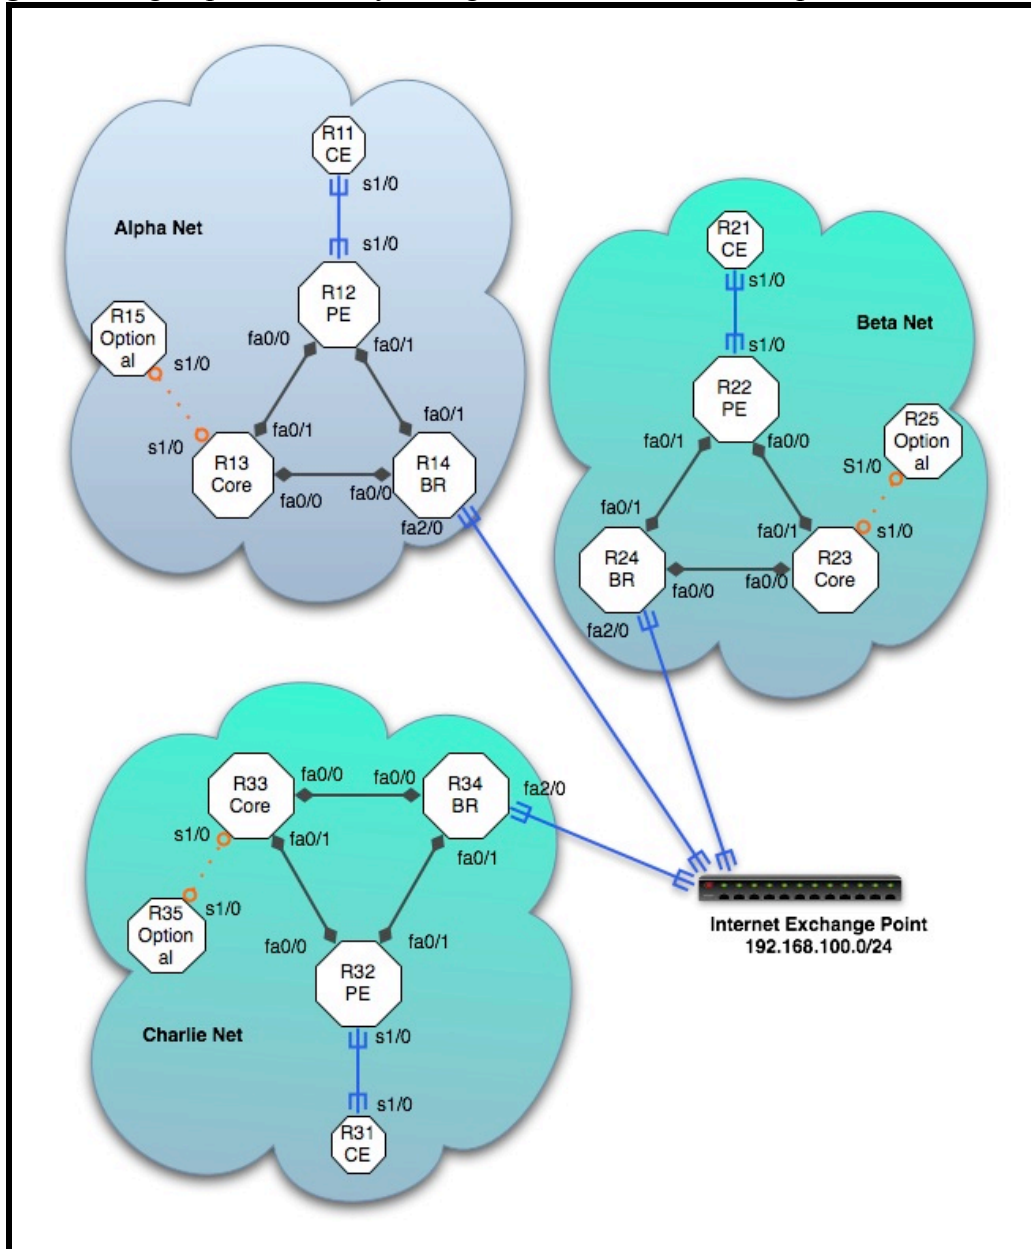 R11
CE
s1/0
s1/0
Alpha Net
R12
PE
R15
Option
al
s1/0
fa0/0
fa0/1
s1/0
fa0/1
fa0/1
R13
Core
R14
BR
fa0/0
fa0/0
fa2/0
R21
CE
s1/0
s1/0
Beta Net
R22
PE
R25
Option
al
fa0/1
fa0/0
S1/0
fa0/1
fa0/1
s1/0
R24
BR
R23
Core
fa0/0
fa0/0
fa2/0
R33
Core
fa0/0
fa0/0
R34
BR
fa2/0
s1/0
fa0/1
fa0/1
R35
Option
al
s1/0
fa0/0
fa0/1
R32
PE
Charlie Net
s1/0
s1/0
R31
CE
Internet Exchange Point
192.168.100.0/24